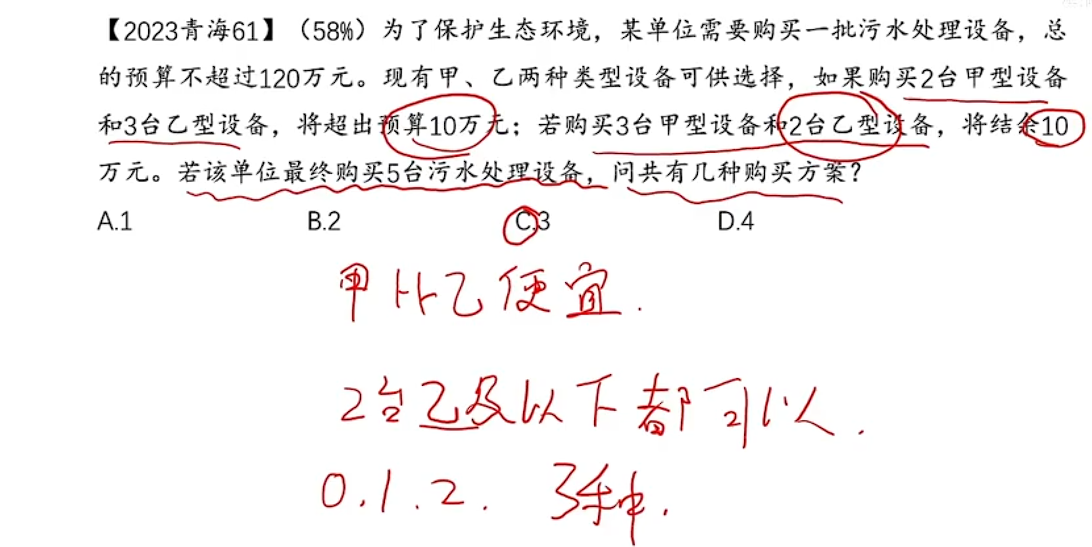 【2023青海61】（58%）为了保护生态环境，某单位需要购买一批污水处理设备，总
的预算不超过120万元。现有甲、乙两种类型设备可供选择，如果购买2台甲型设备
和3台乙型设备，将超出预算10万元；若购买3台甲型设备和2台乙型设备，将结余10
万元。若该单位最终购买5台污水处理设备，问共有几种购买方案？
A.1 B.2 C.3 D.4
甲比乙便宜.
2台乙及以下都可以.
0.1.2. 3种.